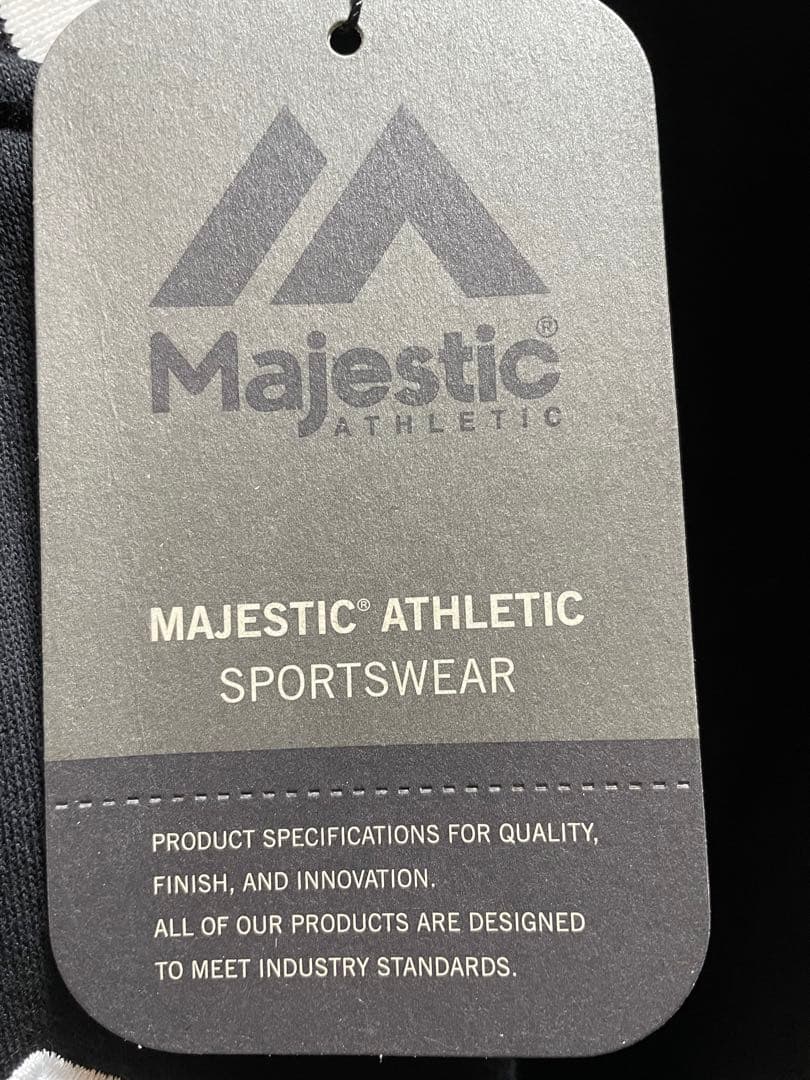 Majestic®
ATHLETIC
MAJESTIC® ATHLETIC
SPORTSWEAR
PRODUCT SPECIFICATIONS FOR QUALITY,
FINISH, AND INNOVATION.
ALL OF OUR PRODUCTS ARE DESIGNED
TO MEET INDUSTRY STANDARDS.